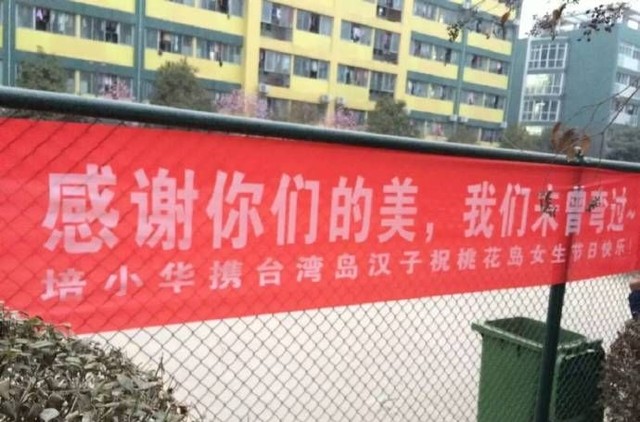 感谢你们的美，我们未曾弯过~
培小华携台湾岛汉子祝桃花岛女生节日快乐！